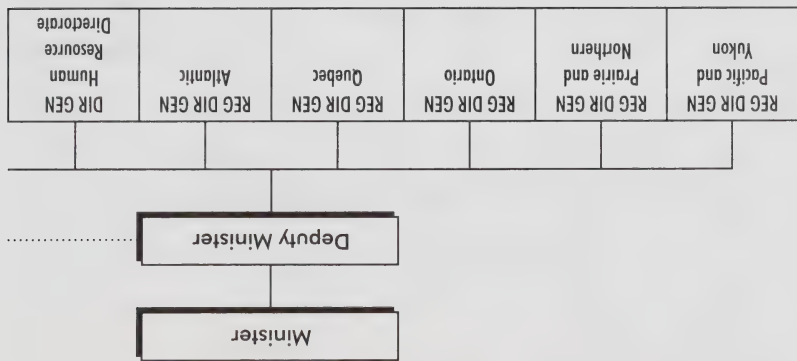 Minister
Deputy Minister
REG DIR GEN
Pacific and
Yukon
REG DIR GEN
Prairie and
Northern
REG DIR GEN
Ontario
REG DIR GEN
Quebec
REG DIR GEN
Atlantic
DIR GEN
Human
Resource
Directorate